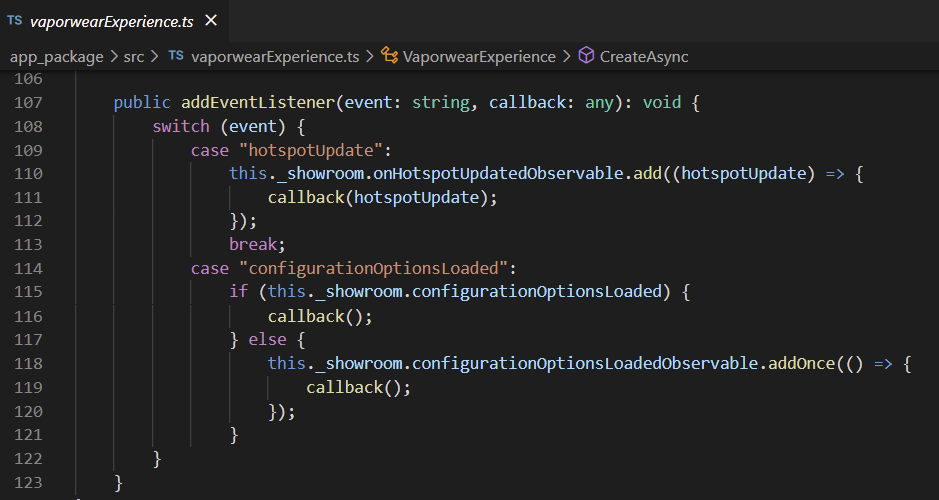 TS vaporwearExperience.ts ×
app_package > src > TS vaporwearExperience.ts > VaporwearExperience > CreateAsync
106
107 public addEventListener(event: string, callback: any): void {
108 switch (event) {
109 case "hotspotUpdate":
110 this._showroom.onHotspotUpdatedObservable.add((hotspotUpdate) => {
111 callback(hotspotUpdate);
112 });
113 break;
114 case "configurationOptionsLoaded":
115 if (this._showroom.configurationOptionsLoaded) {
116 callback();
117 } else {
118 this._showroom.configurationOptionsLoadedObservable.addOnce(() => {
119 callback();
120 });
121 }
122 }
123 }